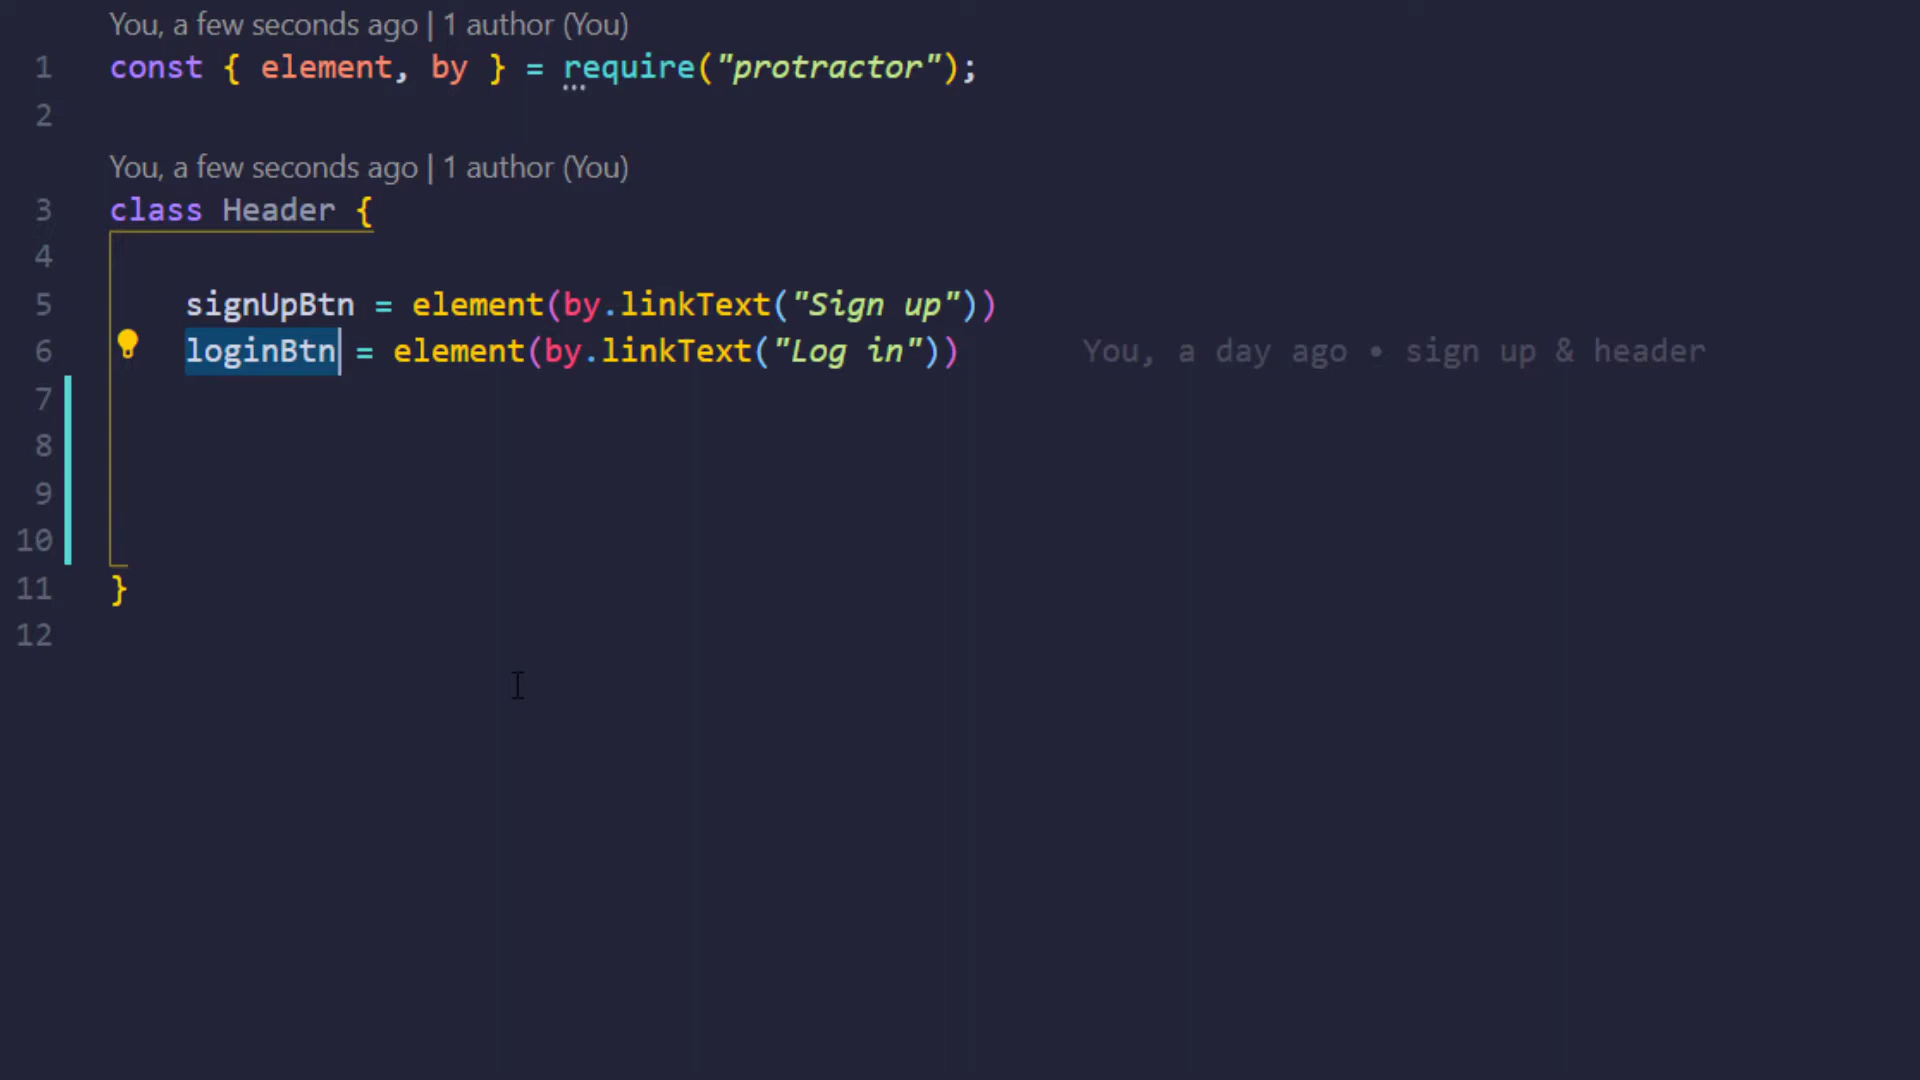 You, a few seconds ago | 1 author (You)
1 const { element, by } = require("protractor");
2
You, a few seconds ago | 1 author (You)
3 class Header {
4
5 signUpBtn = element(by.linkText("Sign up"))
6 loginBtn = element(by.linkText("Log in")) You, a day ago • sign up & header
7
8
9
10
11 }
12